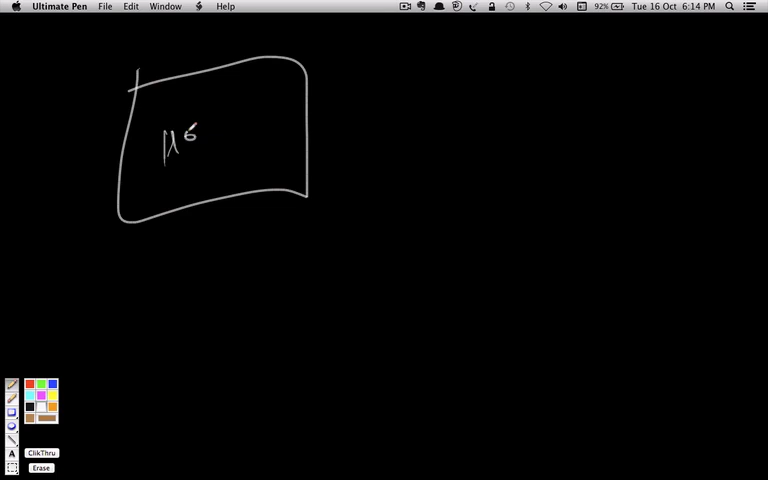 Ultimate Pen File Edit Window Help 92% Tue 16 Oct 6:14 PM
A
ClikThru
Erase